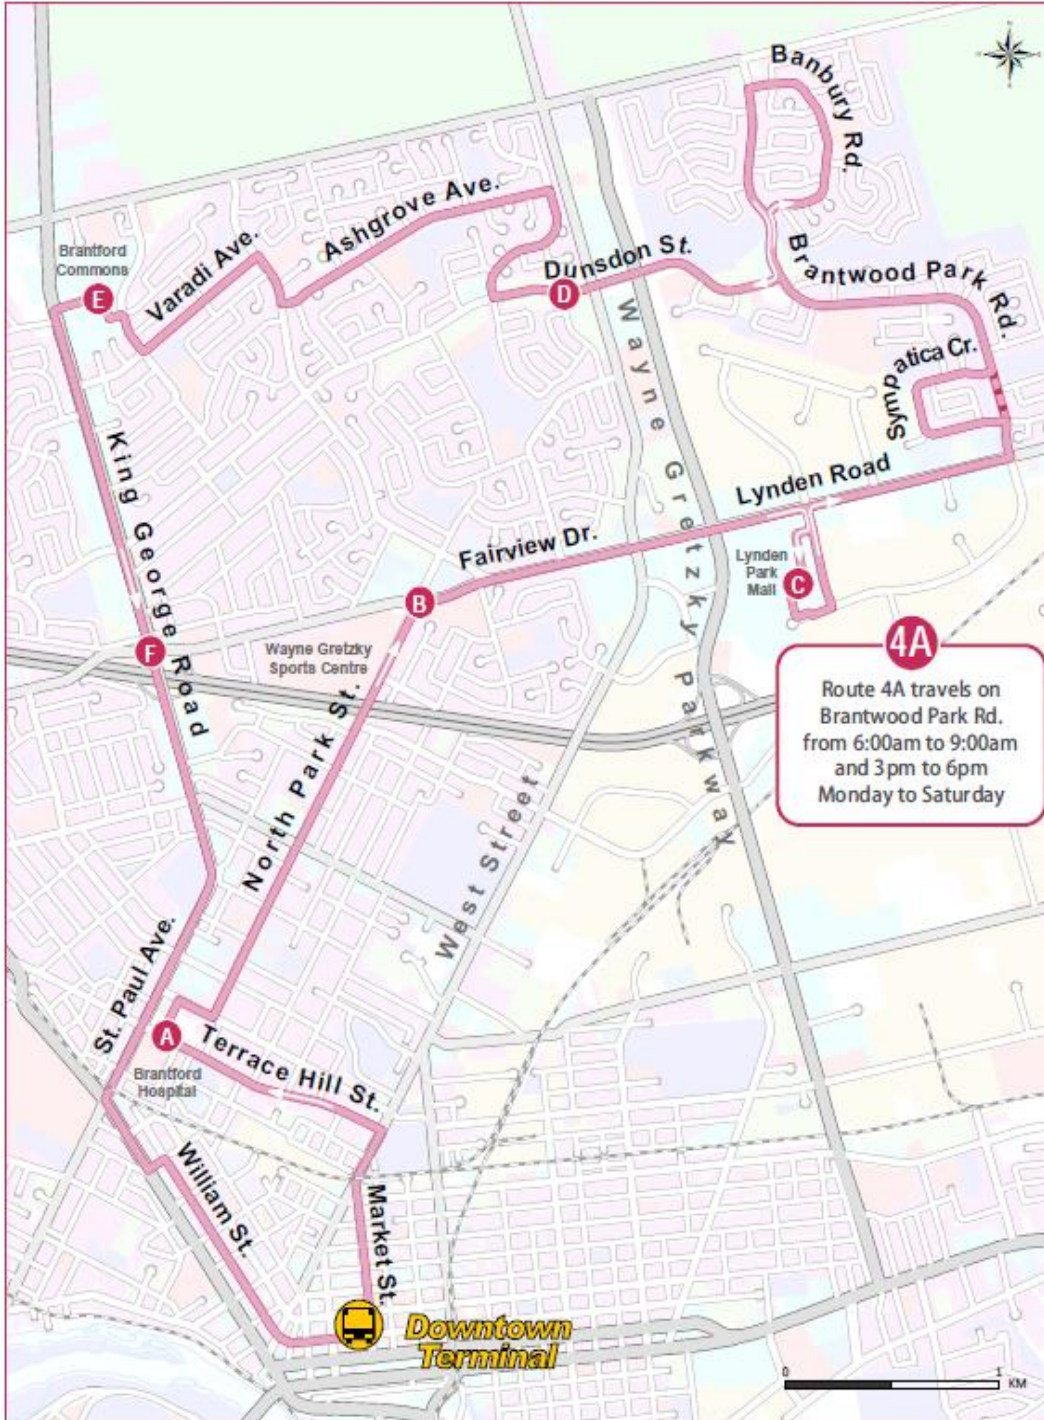 Banbury Rd.
Ashgrove Ave.
Varadi Ave.
Brantford
Commons
E
Dunsdon St.
D
Brantwood Park Rd.
Sympatica Cr.
King George Road
Wayne Gretzky Parkway
Lynden Road
Fairview Dr.
Lynden
Park
Mall
C
B
F
Wayne Gretzky
Sports Centre
North Park St.
4A
Route 4A travels on
Brantwood Park Rd.
from 6:00am to 9:00am
and 3pm to 6pm
Monday to Saturday
West Street
St. Paul Ave.
A
Terrace Hill St.
Brantford
Hospital
William St.
Market St.
Downtown
Terminal
0 1
KM